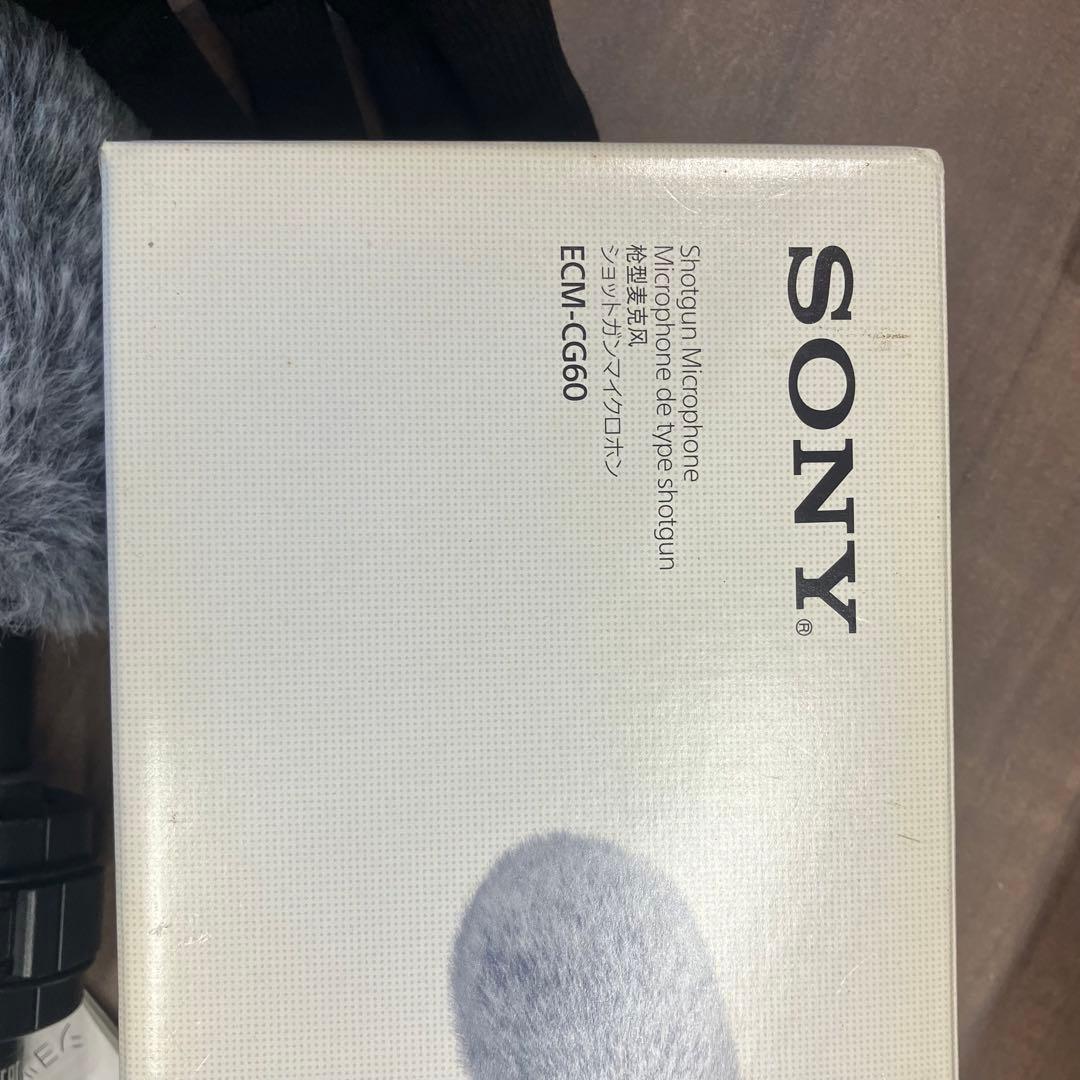 SONY®
Shotgun Microphone
Microphone de type shotgun
枪型麦克风
ショットガンマイクロホン
ECM-CG60